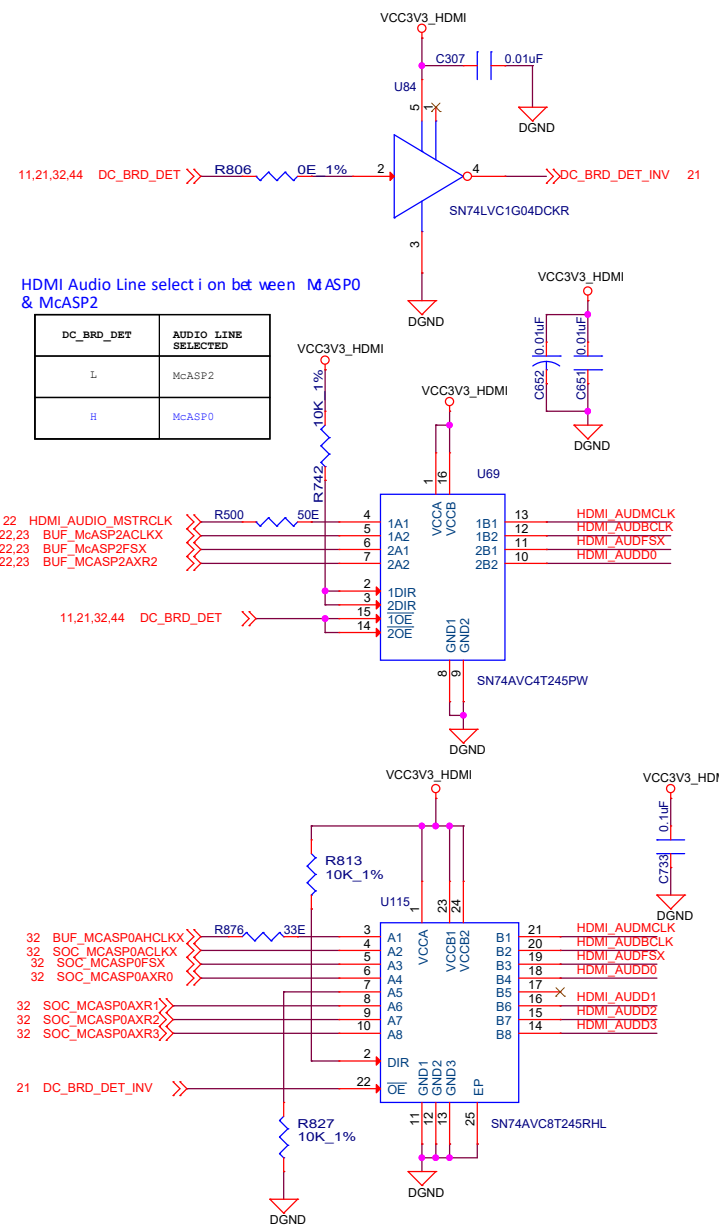 VCC3V3_HDMI
C307 0.01uF
U84
5 1
DGND
11,21,32,44 DC_BRD_DET R806 0E_1% 2 4 DC_BRD_DET_INV 21
SN74LVC1G04DCKR
3
DGND
HDMI Audio Line select i on bet ween McASP0
& McASP2
DC_BRD_DET AUDIO LINE
SELECTED
L McASP2
H McASP0
VCC3V3_HDMI
C652 0.01uF C651 0.01uF
DGND
VCC3V3_HDMI
R742 10K_1%
VCC3V3_HDMI
1 16 U69
VCCA VCCB
22 HDMI_AUDIO_MSTRCLK R500 50E 4 1A1 1B1 13 HDMI_AUDMCLK
22,23 BUF_McASP2ACLKX 5 1A2 1B2 12 HDMI_AUDBCLK
22,23 BUF_McASP2FSX 6 2A1 2B1 11 HDMI_AUDFSX
22,23 BUF_MCASP2AXR2 7 2A2 2B2 10 HDMI_AUDD0
2 1DIR
3 2DIR
11,21,32,44 DC_BRD_DET 15 1OE
14 2OE
GND1 GND2
8 9 SN74AVC4T245PW
DGND
VCC3V3_HDMI
VCC3V3_HDM
0.1uF
C733
DGND
R813
10K_1%
U115
1 23 24
VCCA VCCB1 VCCB2
32 BUF_MCASP0AHCLKX R876 33E 3 A1 B1 21 HDMI_AUDMCLK
32 SOC_MCASP0ACLKX 4 A2 B2 20 HDMI_AUDBCLK
32 SOC_MCASP0FSX 5 A3 B3 19 HDMI_AUDFSX
32 SOC_MCASP0AXR0 6 A4 B4 18 HDMI_AUDD0
7 A5 B5 17
32 SOC_MCASP0AXR1 8 A6 B6 16 HDMI_AUDD1
32 SOC_MCASP0AXR2 9 A7 B7 15 HDMI_AUDD2
32 SOC_MCASP0AXR3 10 A8 B8 14 HDMI_AUDD3
2 DIR
21 DC_BRD_DET_INV 22 OE
GND1 GND2 GND3 EP
11 12 13 25 SN74AVC8T245RHL
R827
10K_1%
DGND
DGND